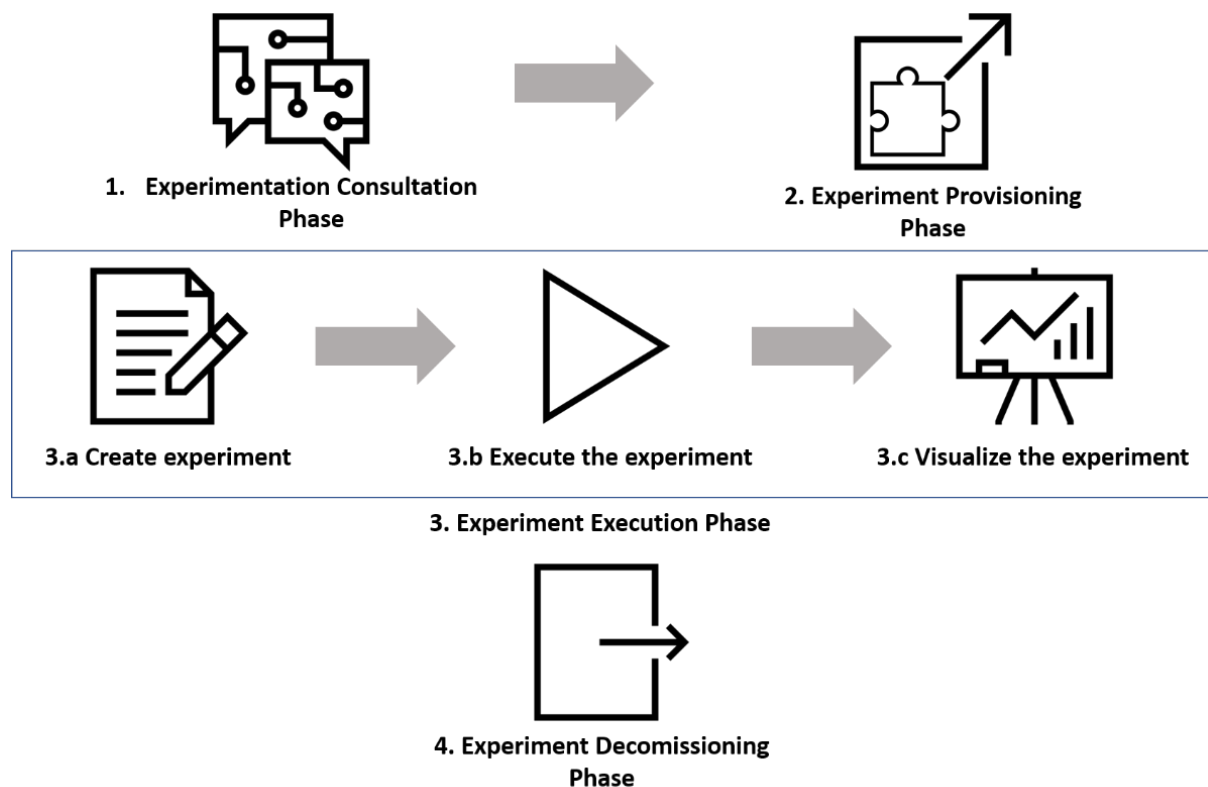 1. Experimentation Consultation
Phase
2. Experiment Provisioning
Phase
3.a Create experiment
3.b Execute the experiment
3.c Visualize the experiment
3. Experiment Execution Phase
4. Experiment Decomissioning
Phase